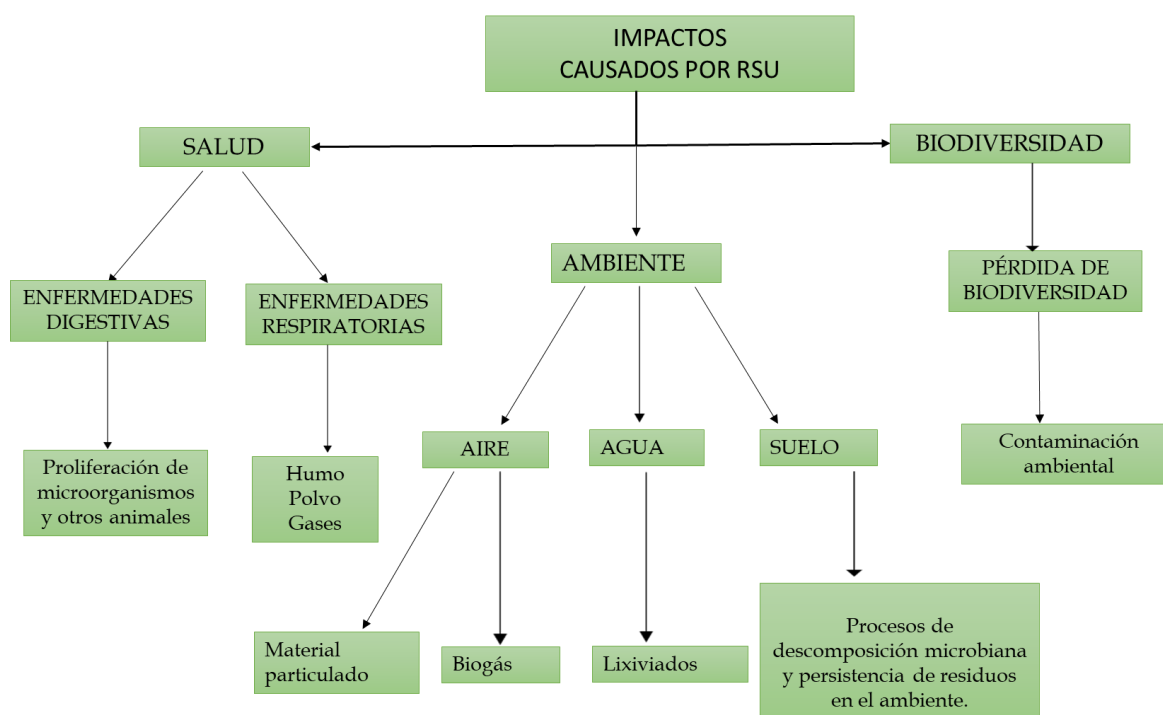 IMPACTOS
CAUSADOS POR RSU
SALUD
BIODIVERSIDAD
AMBIENTE
PÉRDIDA DE
BIODIVERSIDAD
ENFERMEDADES
DIGESTIVAS
ENFERMEDADES
RESPIRATORIAS
AIRE
AGUA
SUELO
Contaminación
ambiental
Proliferación de
microorganismos
y otros animales
Humo
Polvo
Gases
Material
particulado
Biogás
Lixiviados
Procesos de
descomposición microbiana
y persistencia de residuos
en el ambiente.